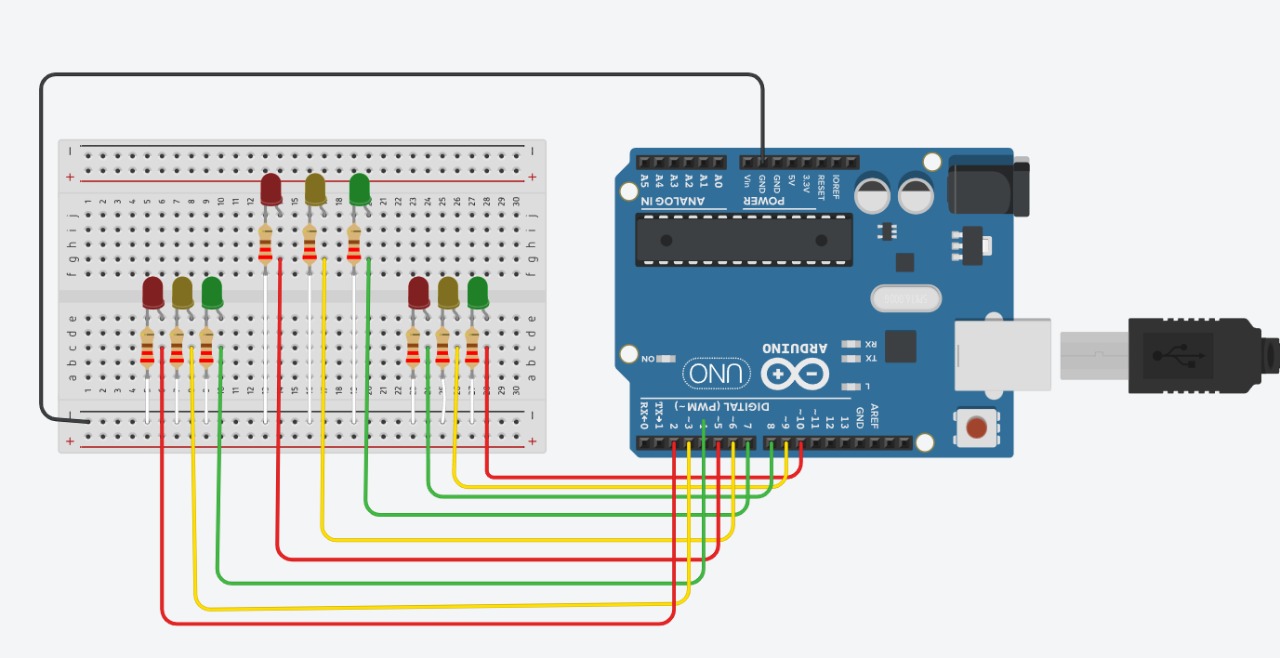 − −
+ +
1 2 3 4 5 6 7 8 9 10 11 12 13 14 15 16 17 18 19 20 21 22 23 24 25 26 27 28 29 30
j j
i i
h h
g g
f f
e e
d d
c c
b b
a a
− −
+ +
A5 A4 A3 A2 A1 A0
Vin GND GND 5V 3.3V RESET IOREF
ANALOG IN
POWER
ON
UNO
ARDUINO
RX
TX
L
DIGITAL (PWM~)
RX←0 TX→1 2 ~3 ~5 ~6 7 8 ~9 ~10 ~11 12 13 GND AREF